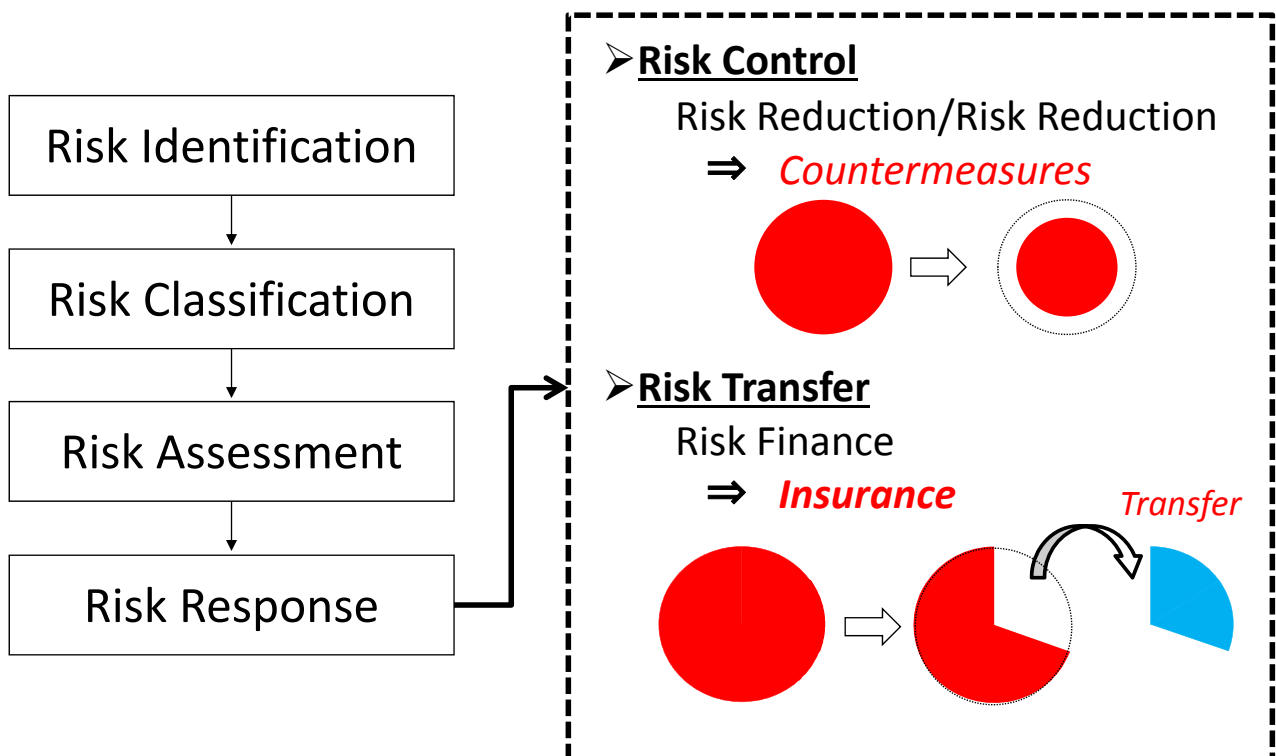 Risk Identification
Risk Classification
Risk Assessment
Risk Response
➢Risk Control
Risk Reduction/Risk Reduction
⇒ Countermeasures
➢Risk Transfer
Risk Finance
⇒ Insurance
Transfer